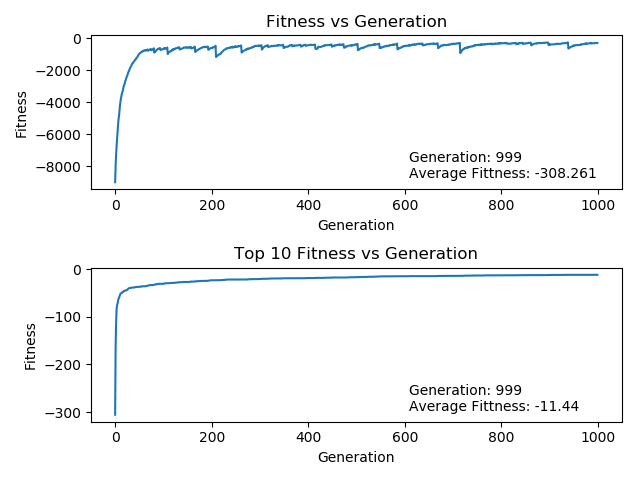 Fitness vs Generation
0
−2000
−4000
−6000
−8000
Fitness
Generation: 999
Average Fittness: -308.261
0 200 400 600 800 1000
Generation
Top 10 Fitness vs Generation
0
−100
−200
−300
Fitness
Generation: 999
Average Fittness: -11.44
0 200 400 600 800 1000
Generation